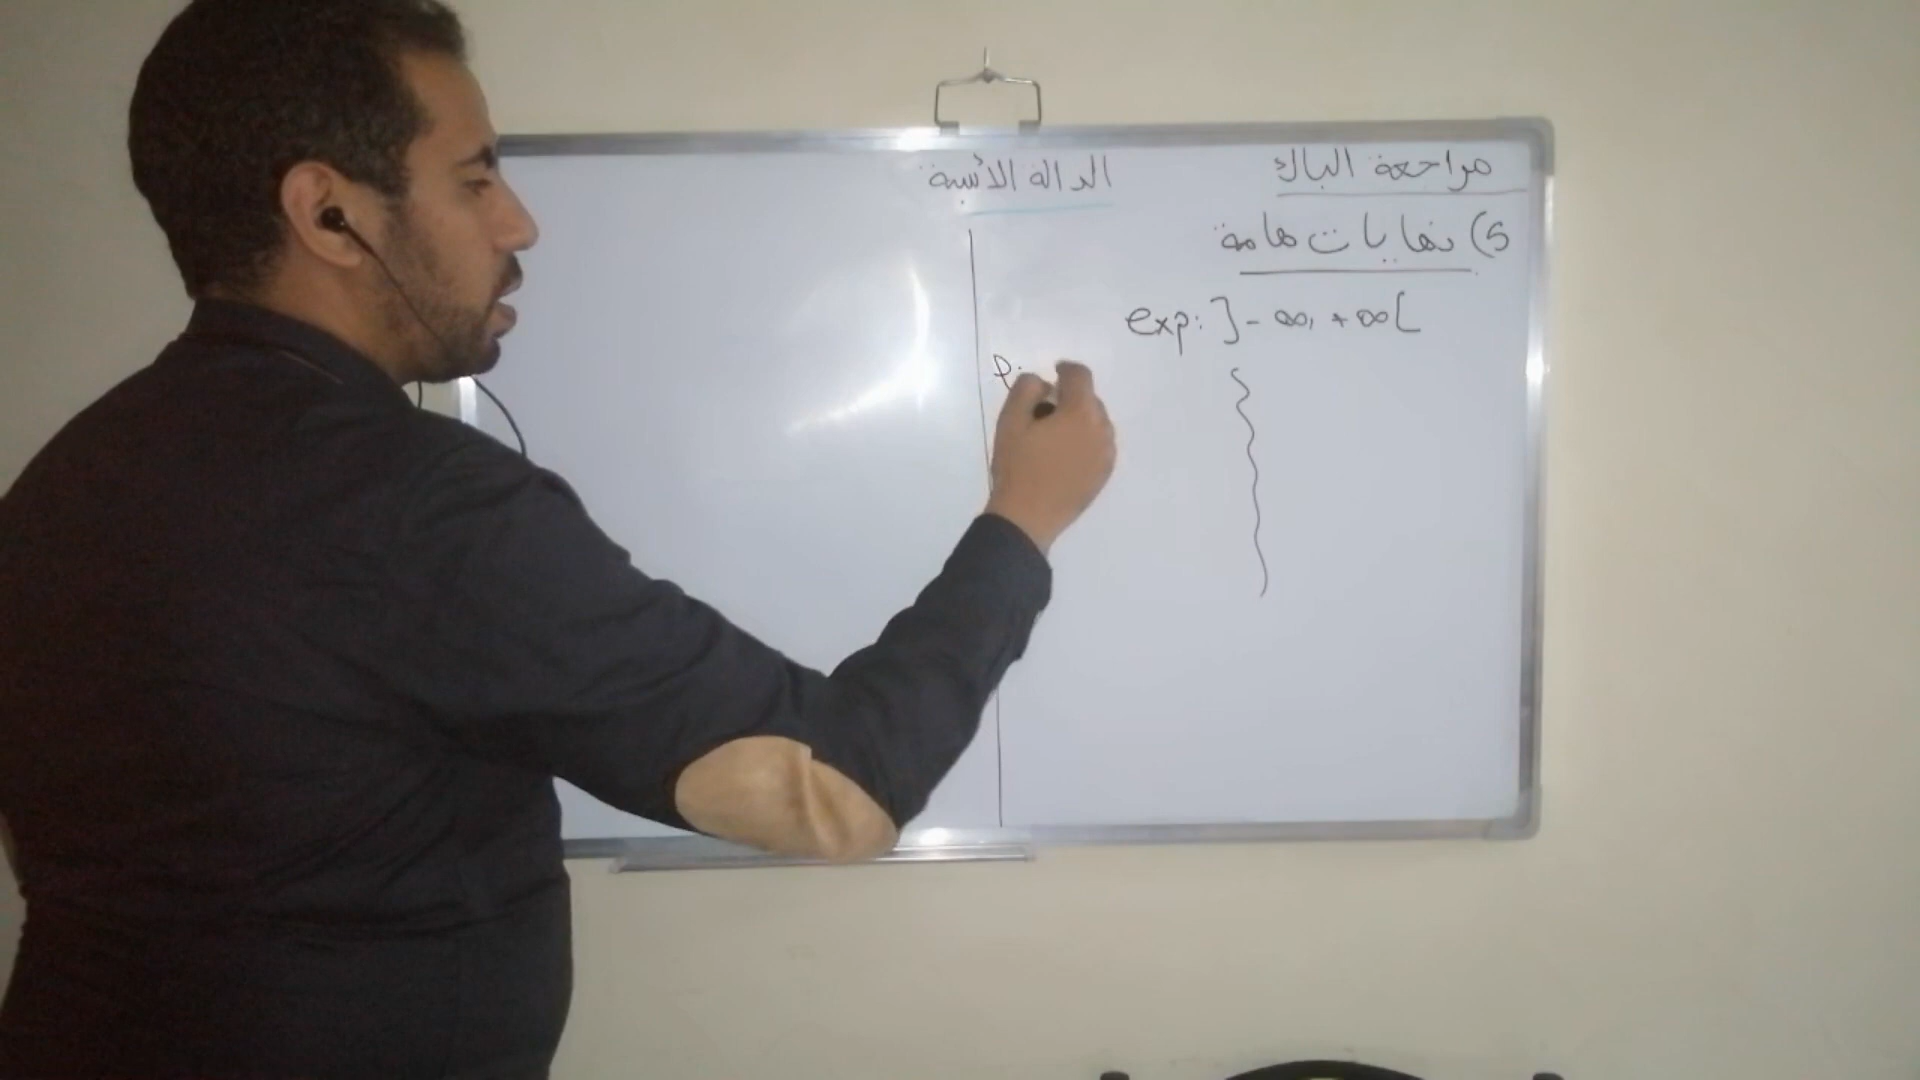 مراجعة الباك
الدالة الأسية
5) نهايات هامة
exp: ]-∞, +∞[